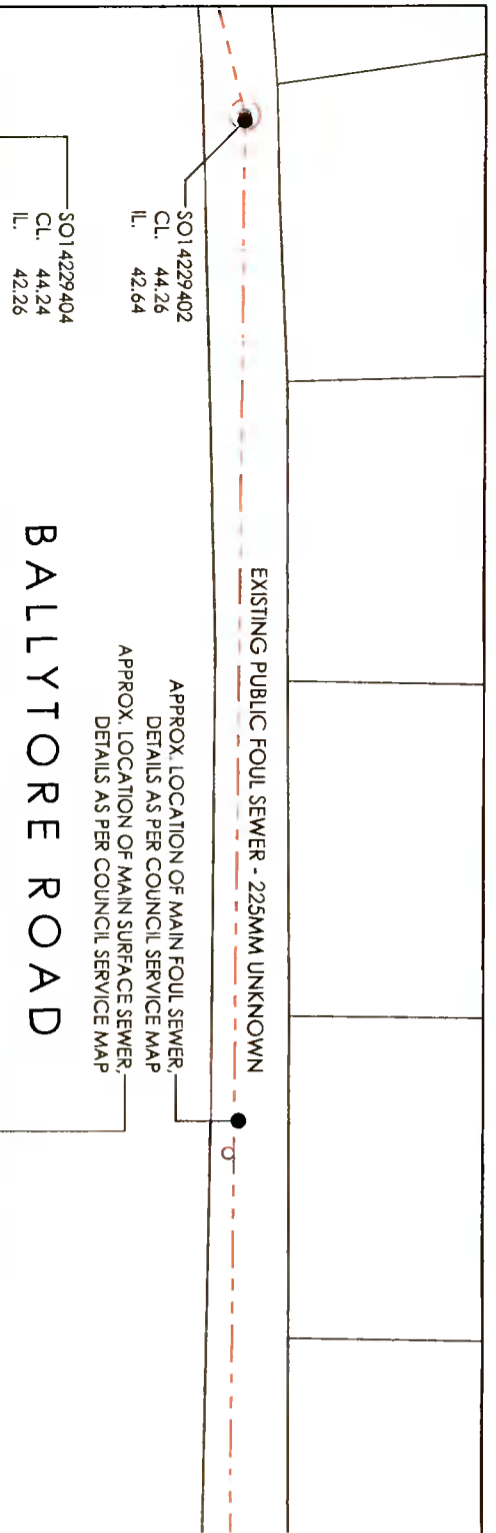 EXISTING PUBLIC FOUL SEWER - 225MM UNKNOWN
SO14229402
CL. 44.26
IL. 42.64
APPROX. LOCATION OF MAIN FOUL SEWER,
DETAILS AS PER COUNCIL SERVICE MAP
APPROX. LOCATION OF MAIN SURFACE SEWER,
DETAILS AS PER COUNCIL SERVICE MAP
SO14229404
CL. 44.24
IL. 42.26
BALLYTORE ROAD